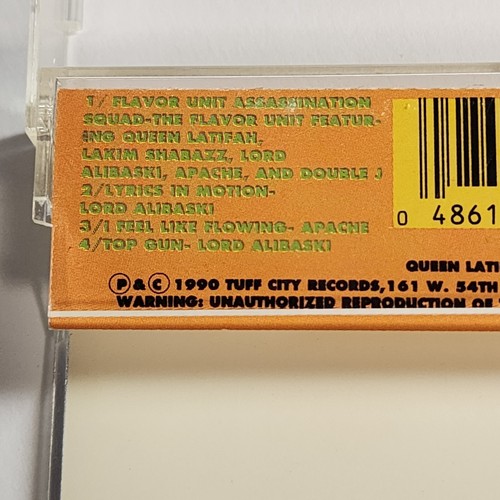 1/ FLAVOR UNIT ASSASSINATION
SQUAD-THE FLAVOR UNIT FEATUR-
ING QUEEN LATIFAH,
LAKIM SHABAZZ, LORD
ALIBASKI, APACHE, AND DOUBLE J
2/LYRICS IN MOTION-
LORD ALIBASKI
3/I FEEL LIKE FLOWING- APACHE
4/TOP GUN- LORD ALIBASKI
0 4861
QUEEN LATI
Ⓟ & © 1990 TUFF CITY RECORDS,161 W. 54TH
WARNING: UNAUTHORIZED REPRODUCTION OF